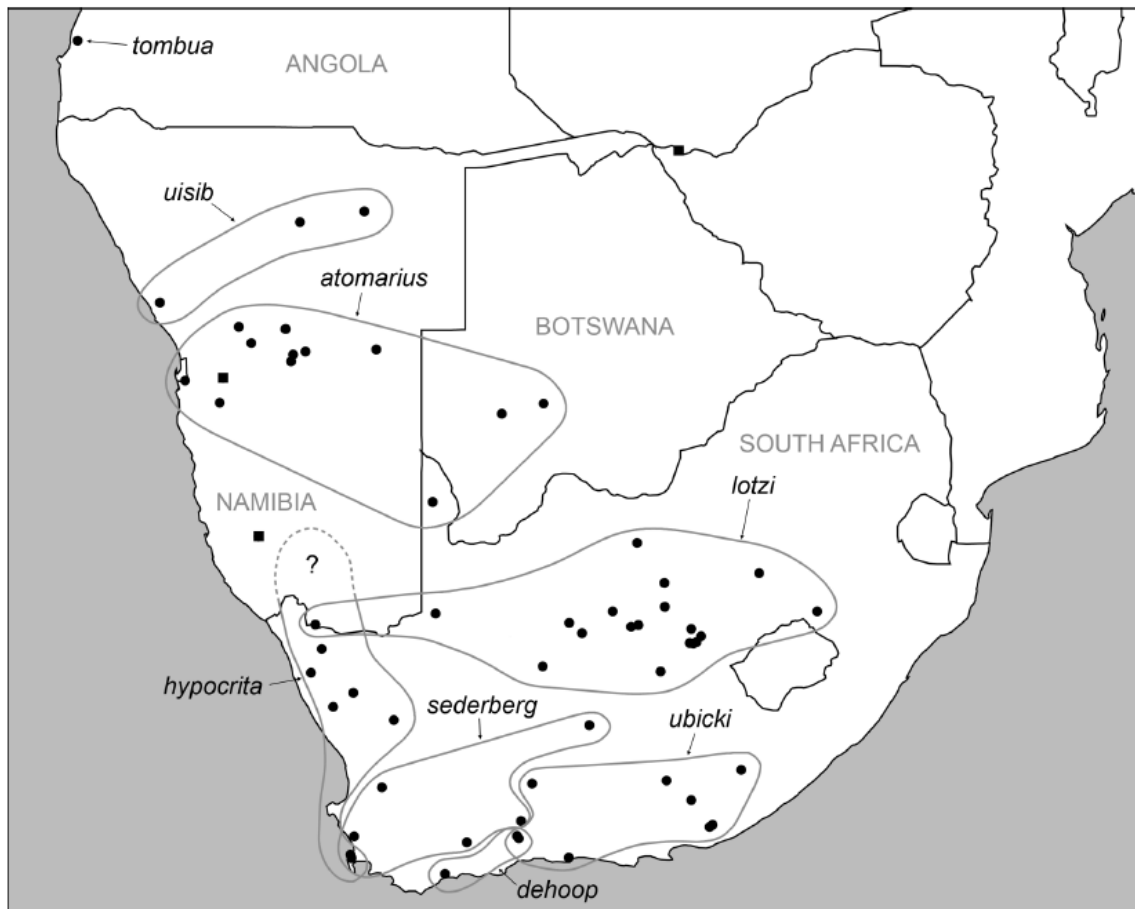 tombua
ANGOLA
uisib
atomarius
BOTSWANA
SOUTH AFRICA
lotzi
NAMIBIA
?
hypocrita
sederberg
ubicki
dehoop